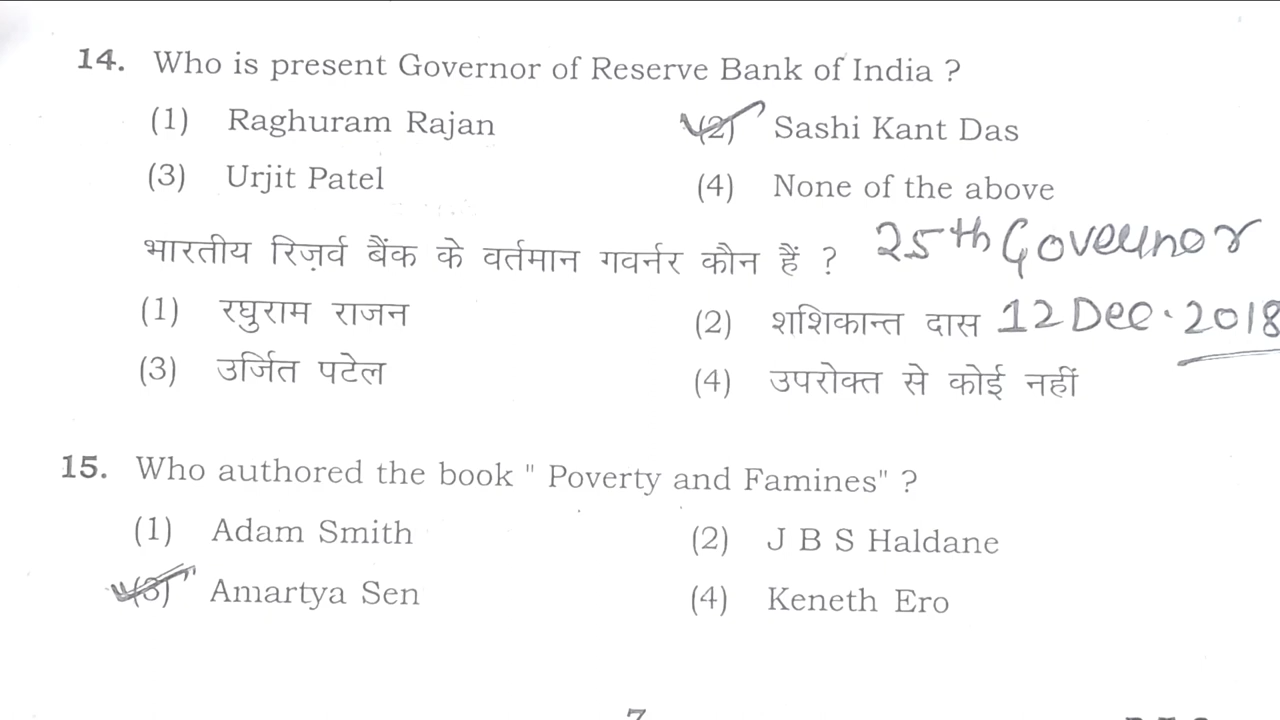 14. Who is present Governor of Reserve Bank of India ?
(1) Raghuram Rajan (2) Sashi Kant Das
(3) Urjit Patel (4) None of the above
भारतीय रिज़र्व बैंक के वर्तमान गवर्नर कौन हैं ? 25th Governor
(1) रघुराम राजन (2) शशिकान्त दास 12 Dec. 2018
(3) उर्जित पटेल (4) उपरोक्त से कोई नहीं
15. Who authored the book " Poverty and Famines" ?
(1) Adam Smith (2) J B S Haldane
(3) Amartya Sen (4) Keneth Ero
7